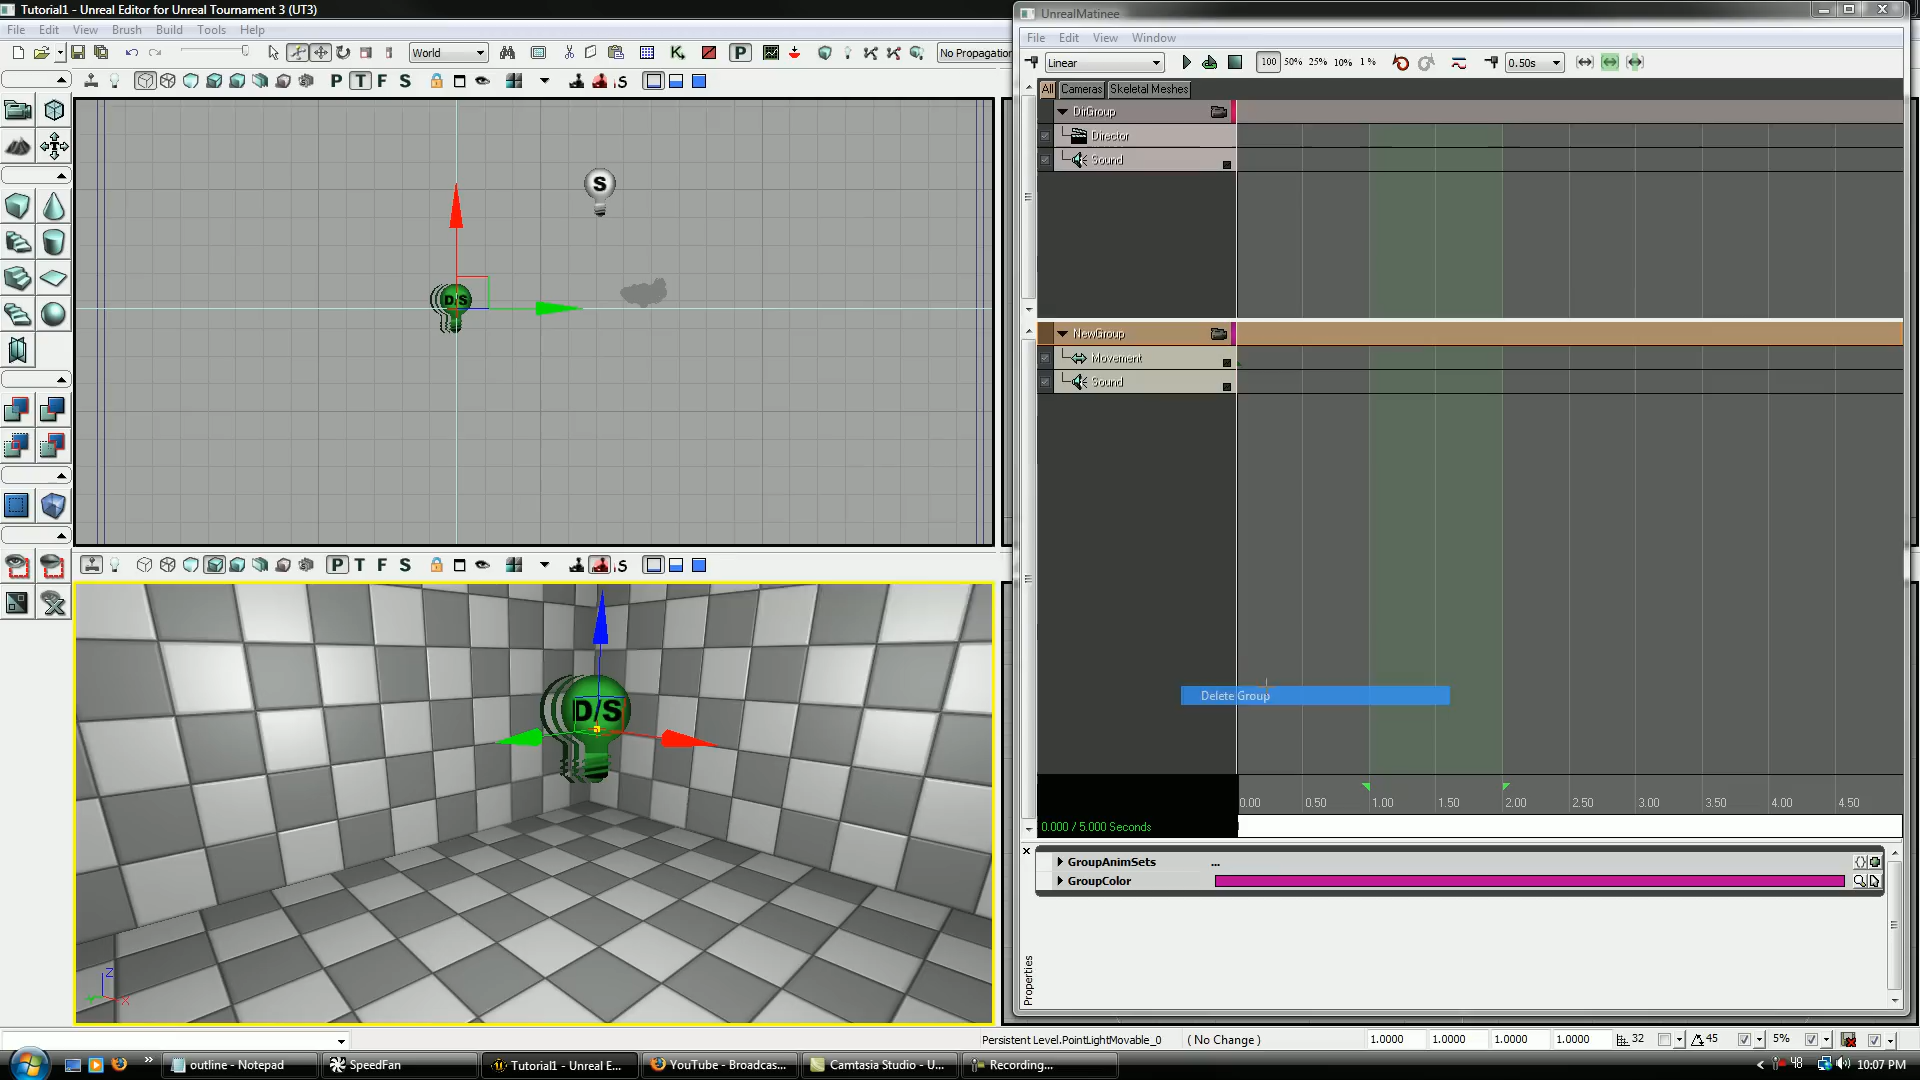 Tutorial1 - Unreal Editor for Unreal Tournament 3 (UT3)
File Edit View Brush Build Tools Help
World
No Propagation
P T F S
S
D/S
P T F S
D/S
Z
X
UnrealMatinee
File Edit View Window
Linear
100 50% 25% 10% 1%
0.50s
All Cameras Skeletal Meshes
DirGroup
Director
Sound
NewGroup
Movement
Sound
Delete Group
0.00 0.50 1.00 1.50 2.00 2.50 3.00 3.50 4.00 4.50
0.000 / 5.000 Seconds
GroupAnimSets ...
GroupColor
Properties
Persistent Level.PointLightMovable_0 ( No Change ) 1.0000 1.0000 1.0000 1.0000 32 45 5%
outline - Notepad SpeedFan Tutorial1 - Unreal E... YouTube - Broadcas... Camtasia Studio - U... Recording... 48 10:07 PM